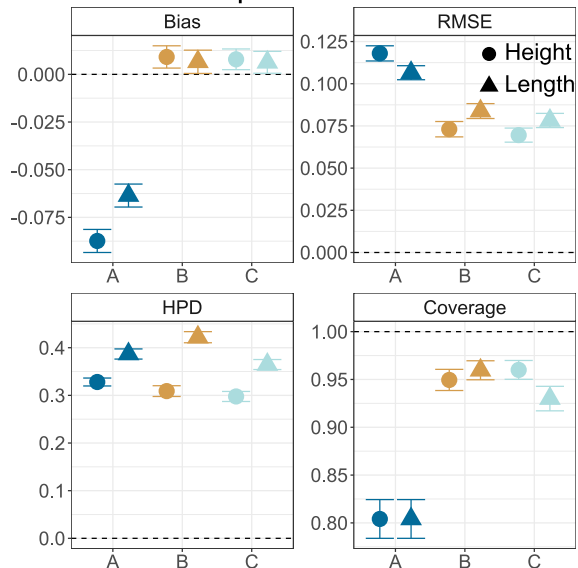 Bias
RMSE
0.000
-0.025
-0.050
-0.075
A
B
C
0.125
0.100
0.075
0.050
0.025
0.000
Height
Length
A
B
C
HPD
Coverage
0.4
0.3
0.2
0.1
0.0
A
B
C
1.00
0.95
0.90
0.85
0.80
A
B
C